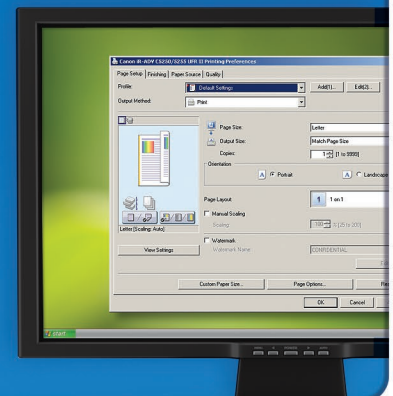 Canon iR-ADV C5250/5255 UFR II Printing Preferences
Page Setup Finishing Paper Source Quality
Profile: Default Settings Add(1)... Edit(2)...
Output Method: Print
Page Size: Letter
Output Size: Match Page Size
Copies: 1 [1 to 9999]
Orientation
A Portrait A Landscape
Page Layout 1 1 on 1
Manual Scaling
Scaling: 100 % [25 to 200]
Letter [Scaling: Auto]
Watermark
View Settings Watermark Name: CONFIDENTIAL
Custom Paper Size... Page Options...
OK Cancel
start